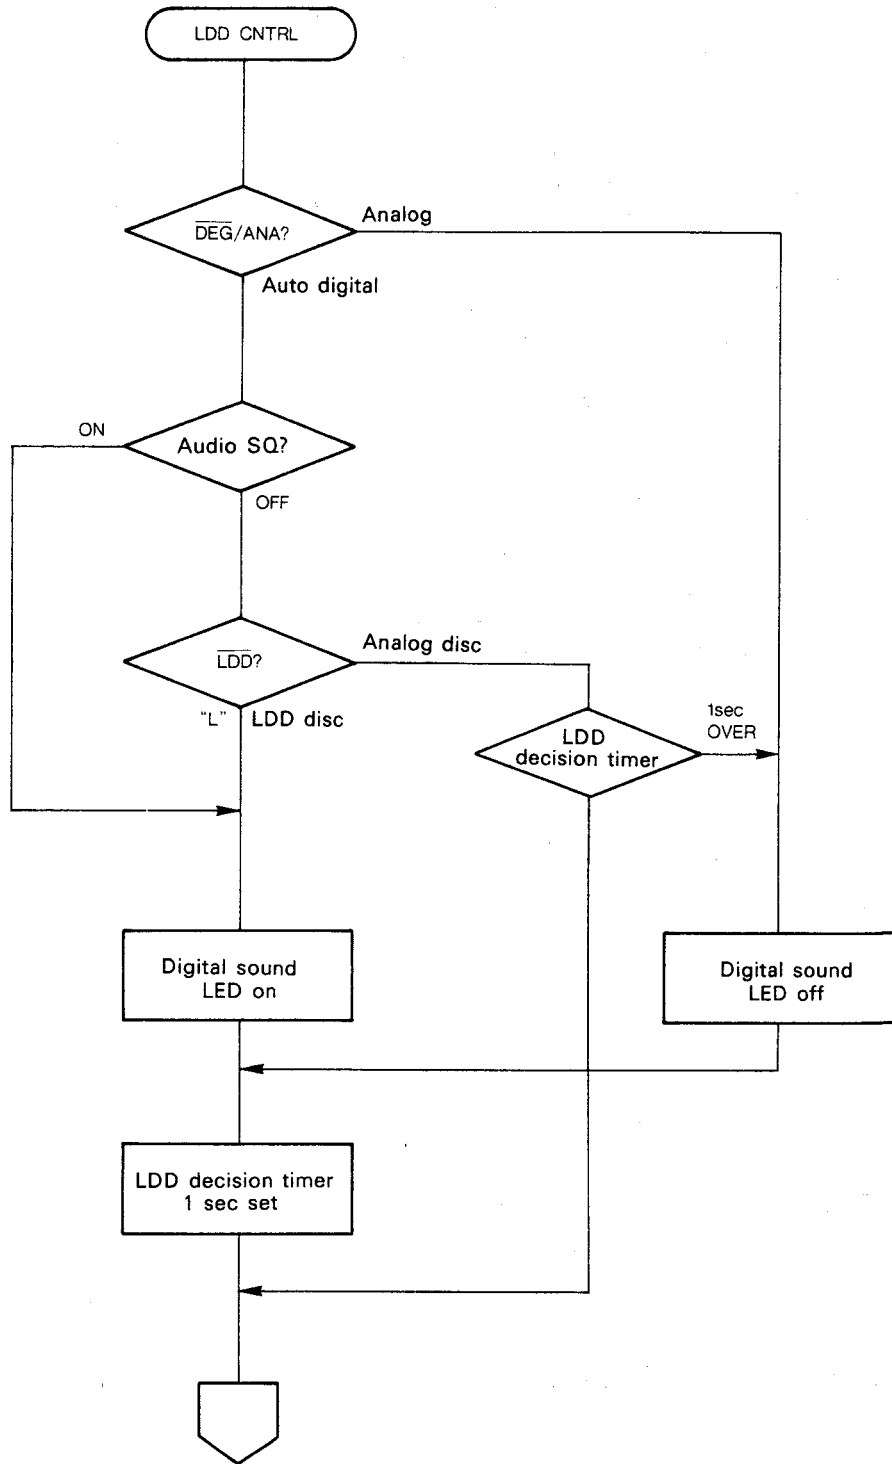 LDD CNTRL
DEG/ANA?
Analog
Auto digital
ON
Audio SQ?
OFF
LDD?
Analog disc
"L" LDD disc
1sec
OVER
LDD
decision timer
Digital sound
LED on
Digital sound
LED off
LDD decision timer
1 sec set